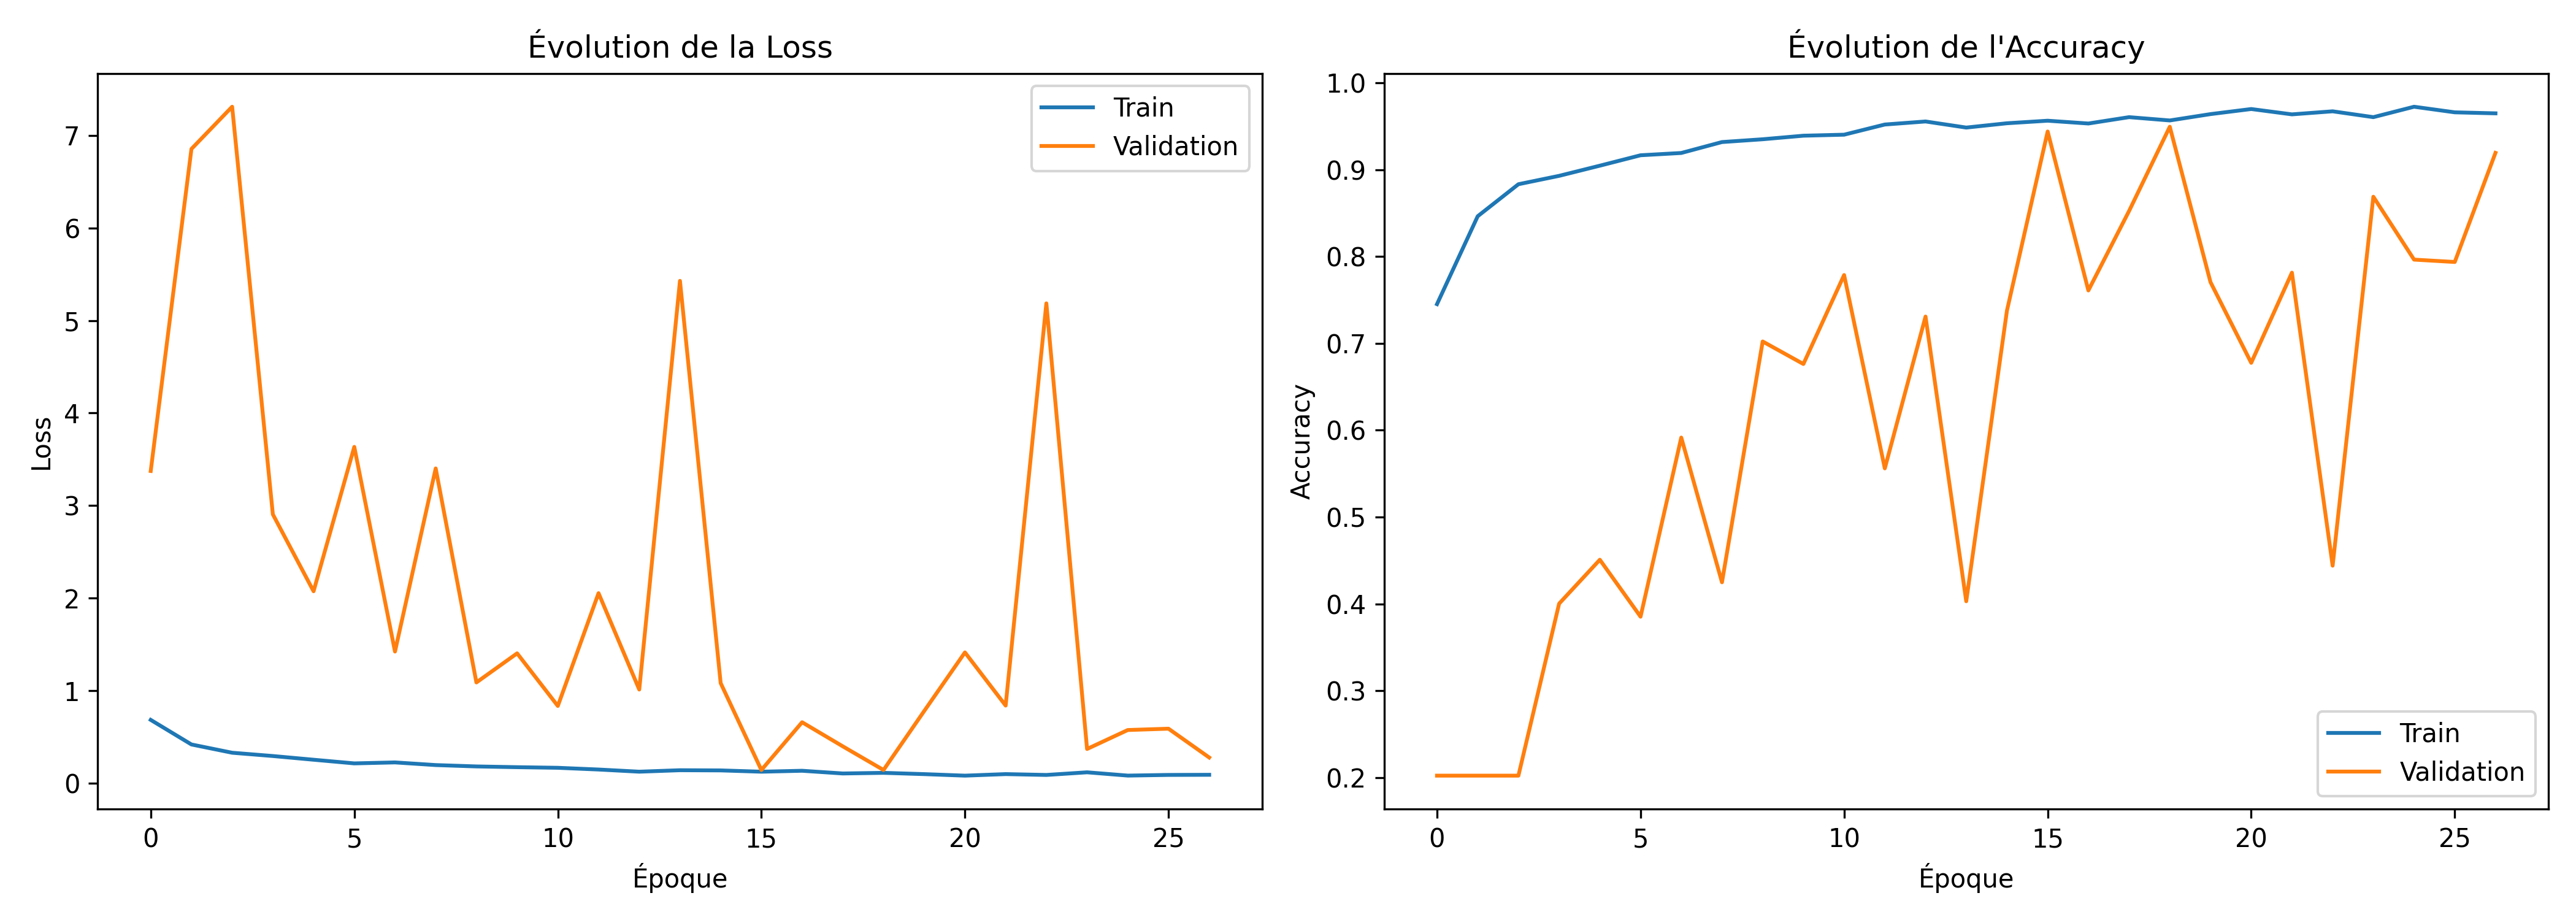 Évolution de la Loss
Train
Validation
7
6
5
4
3
2
1
0
Loss
0 5 10 15 20 25
Époque
Évolution de l'Accuracy
1.0
0.9
0.8
0.7
0.6
0.5
0.4
0.3
0.2
Accuracy
Train
Validation
0 5 10 15 20 25
Époque